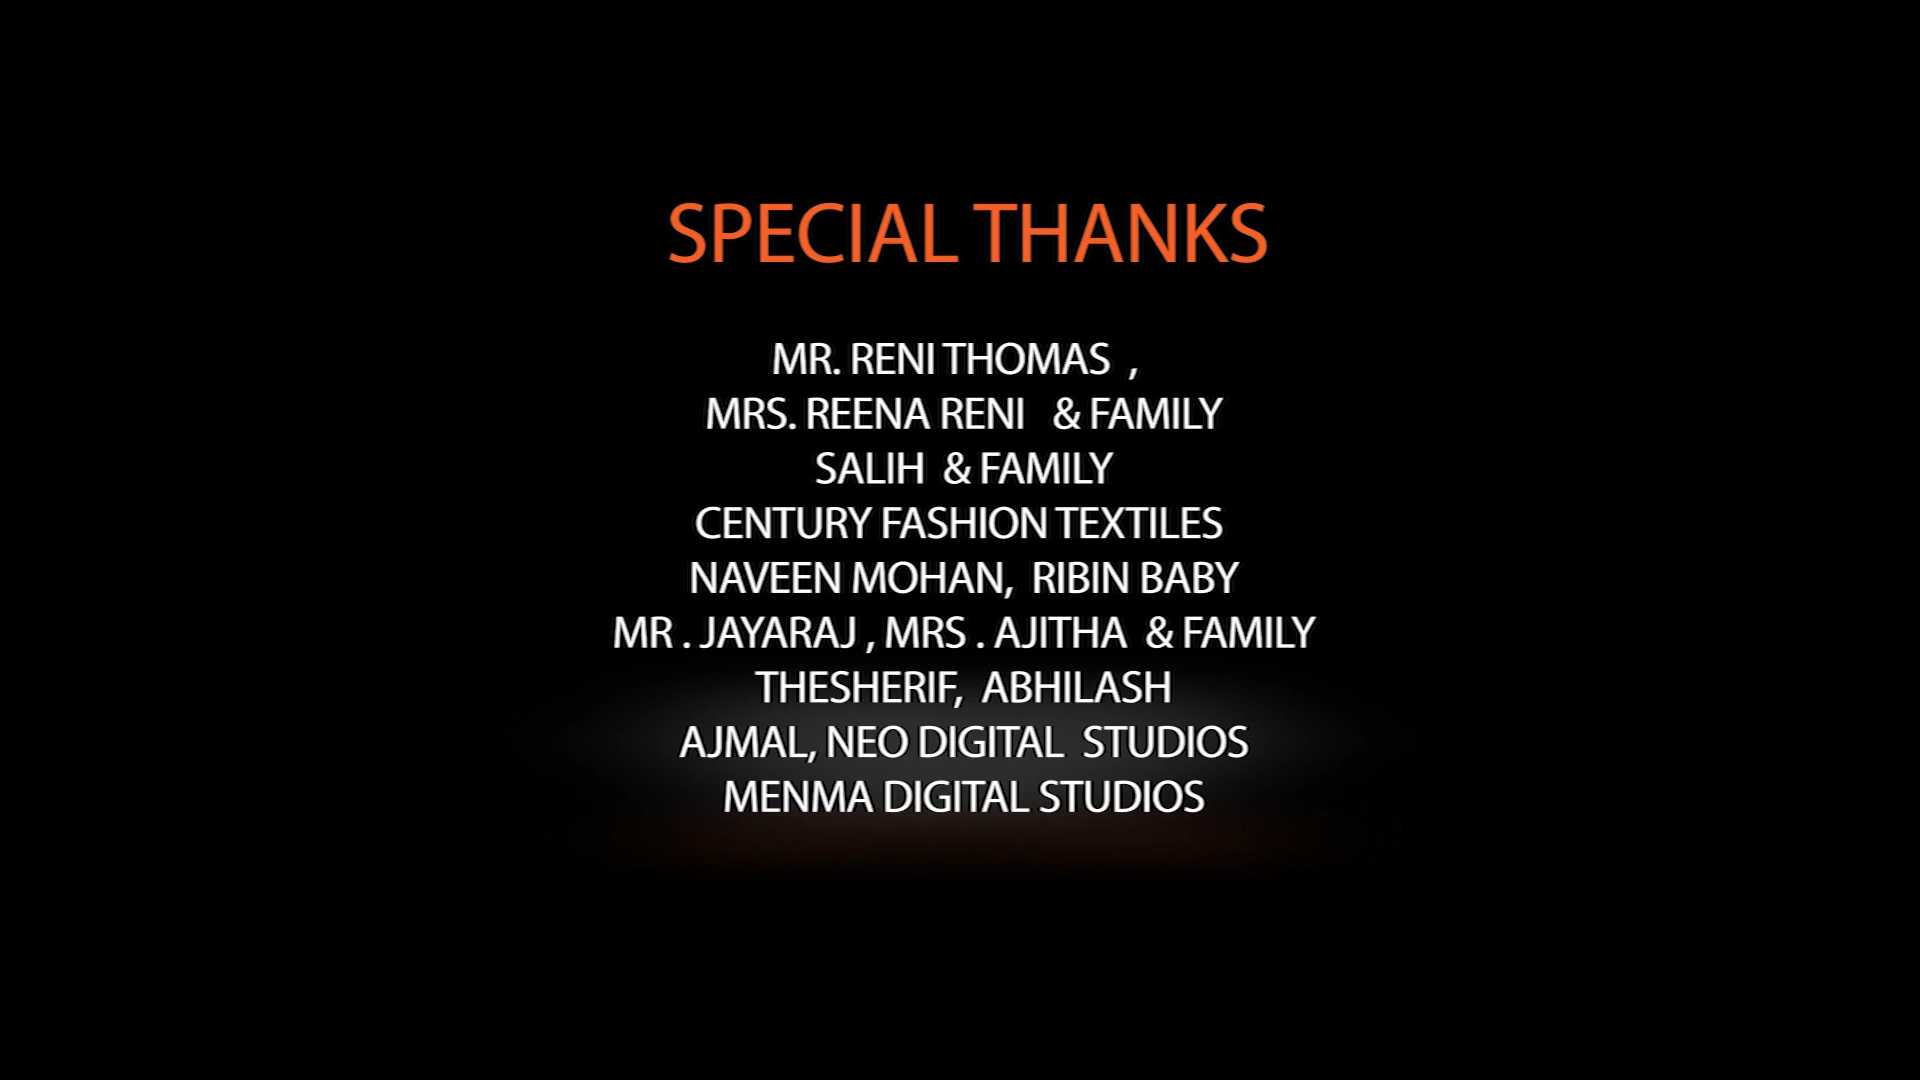 SPECIAL THANKS
MR. RENI THOMAS ,
MRS. REENA RENI & FAMILY
SALIH & FAMILY
CENTURY FASHION TEXTILES
NAVEEN MOHAN, RIBIN BABY
MR . JAYARAJ , MRS . AJITHA & FAMILY
THESHERIF, ABHILASH
AJMAL, NEO DIGITAL STUDIOS
MENMA DIGITAL STUDIOS